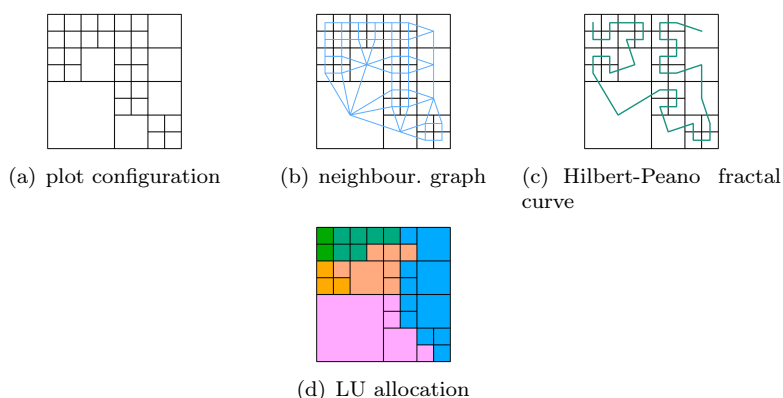 (a) plot configuration
(b) neighbour. graph
(c) Hilbert-Peano fractal
curve
(d) LU allocation